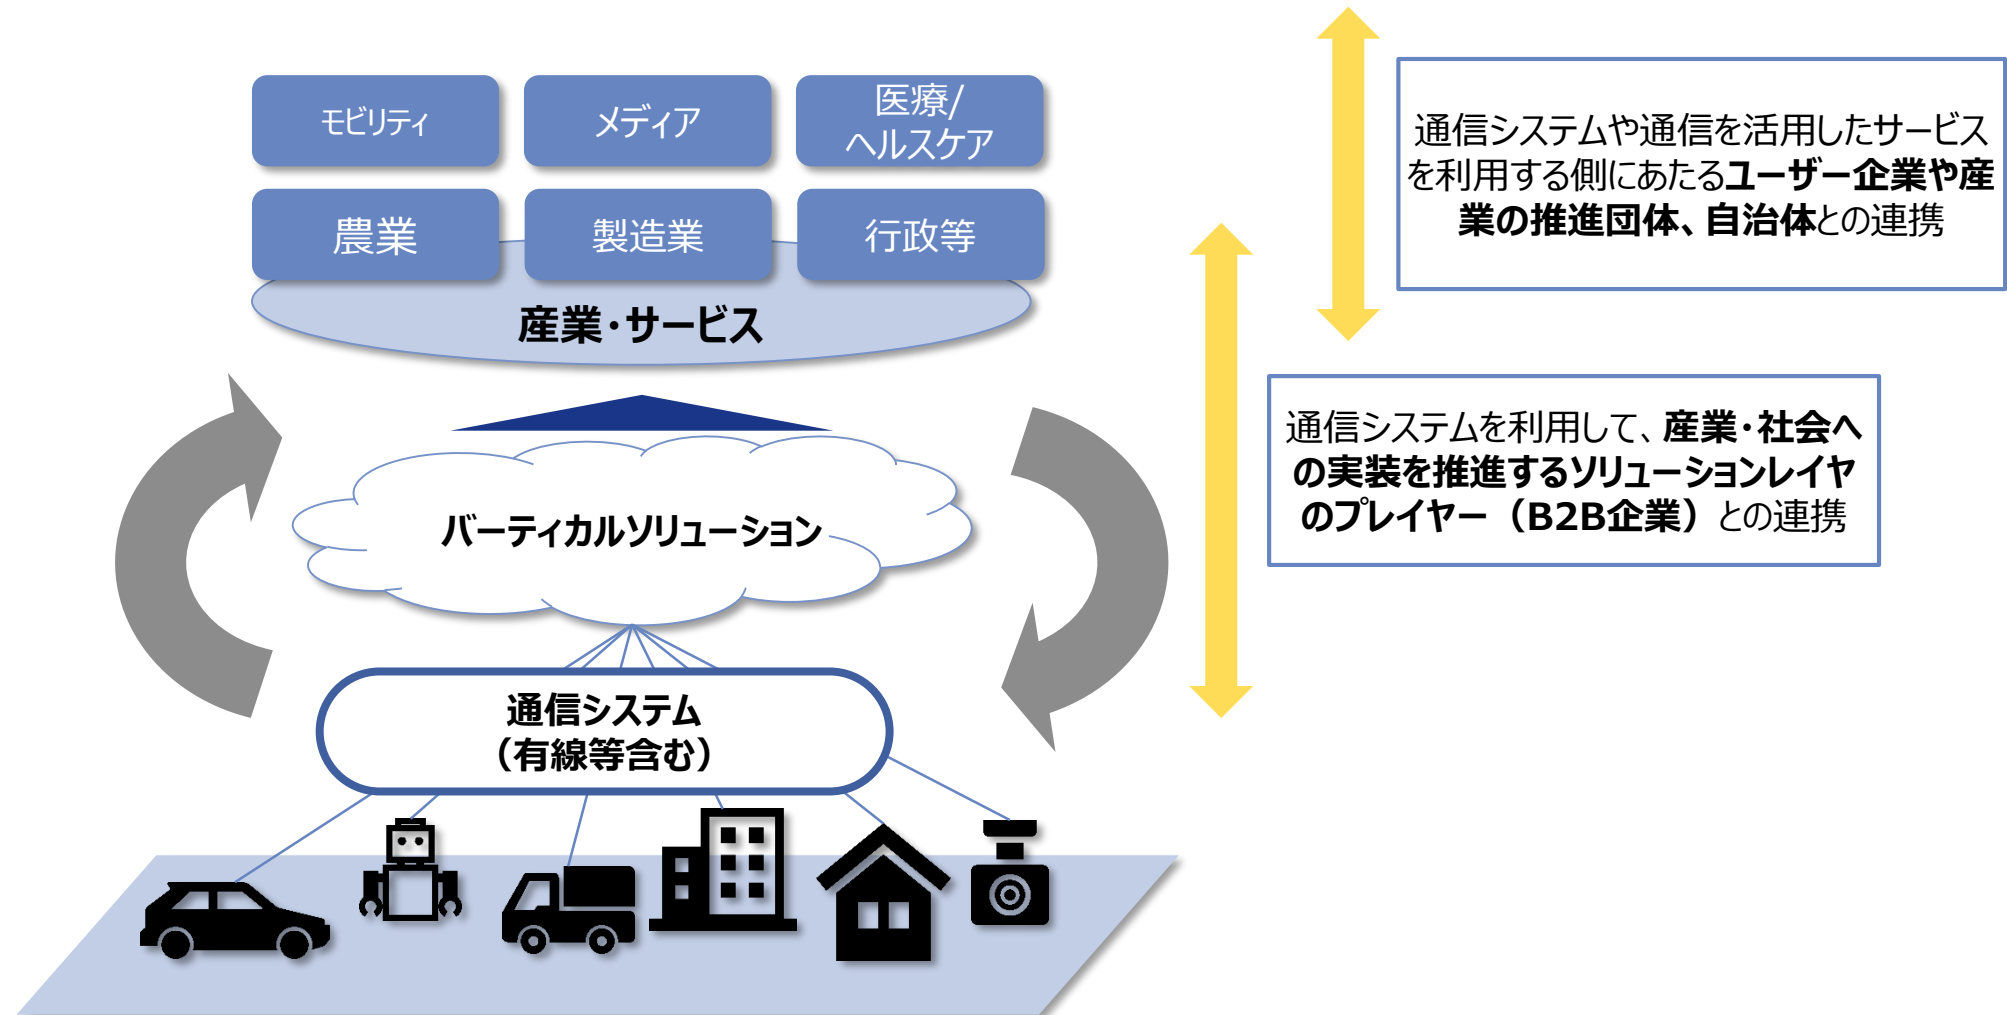 モビリティ
メディア
医療/
ヘルスケア
農業
製造業
行政等
産業・サービス
バーティカルソリューション
通信システム
（有線等含む）
通信システムや通信を活用したサービス
を利用する側にあたるユーザー企業や産
業の推進団体、自治体との連携
通信システムを利用して、産業・社会へ
の実装を推進するソリューションレイヤ
のプレイヤー（B2B企業）との連携